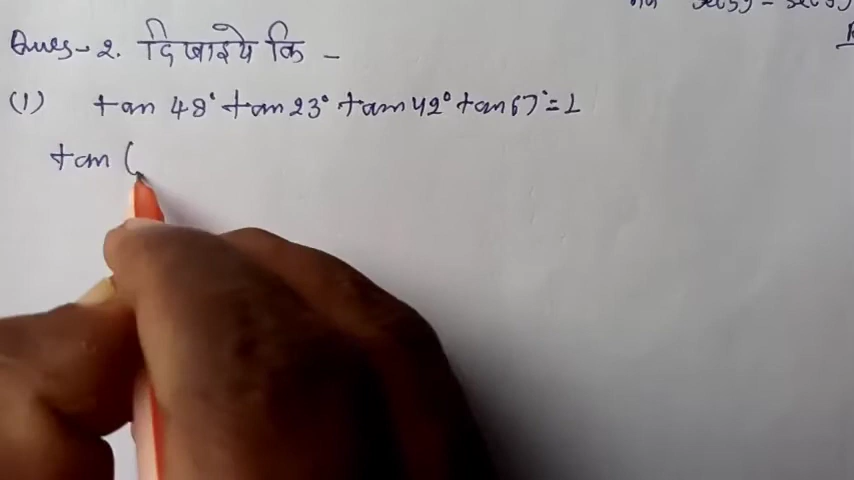 Ques-2. दिखाइये कि -
(1) tan 48° tan 23° tan 42° tan 67° = 1
tan (